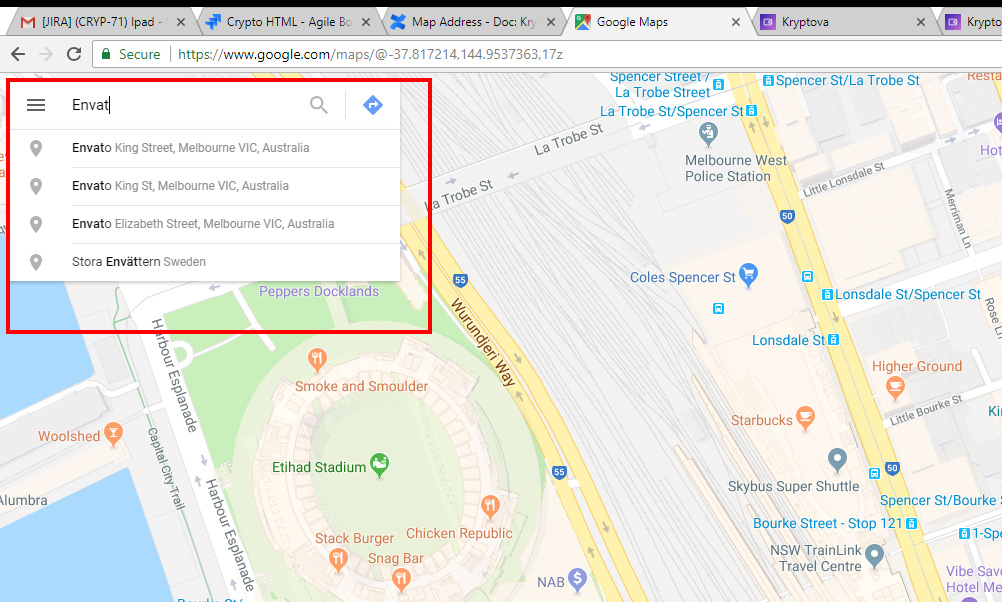 [JIRA] (CRYP-71) Ipad -
Crypto HTML - Agile Bo
Map Address - Doc: Kry
Google Maps
Kryptova
Krypto
Secure
https://www.google.com/maps/@-37.817214,144.9537363,17z
Envat
Envato King Street, Melbourne VIC, Australia
Envato King St, Melbourne VIC, Australia
Envato Elizabeth Street, Melbourne VIC, Australia
Stora Envättern Sweden
Spencer Street /
La Trobe Street
Spencer St/La Trobe St
Resta
La Trobe St/Spencer St
La Trobe St
Melbourne West
Police Station
Hot
Little Lonsdale St
La Trobe St
Merriman Ln
50
Coles Spencer St
55
Peppers Docklands
Lonsdale St/Spencer St
Rose L
Wurundjeri Way
Harbour Esplanade
Lonsdale St
Higher Ground
Smoke and Smoulder
Little Bourke St
Ki
Starbucks
Woolshed
Capital City Trail
Etihad Stadium
55
50
Skybus Super Shuttle
Alumbra
Harbour Esplanade
Spencer St/Bourke
Bourke Street - Stop 121
1-Spe
Chicken Republic
Stack Burger
NSW TrainLink
Travel Centre
Snag Bar
NAB
$
Vibe Savo
Hotel Me